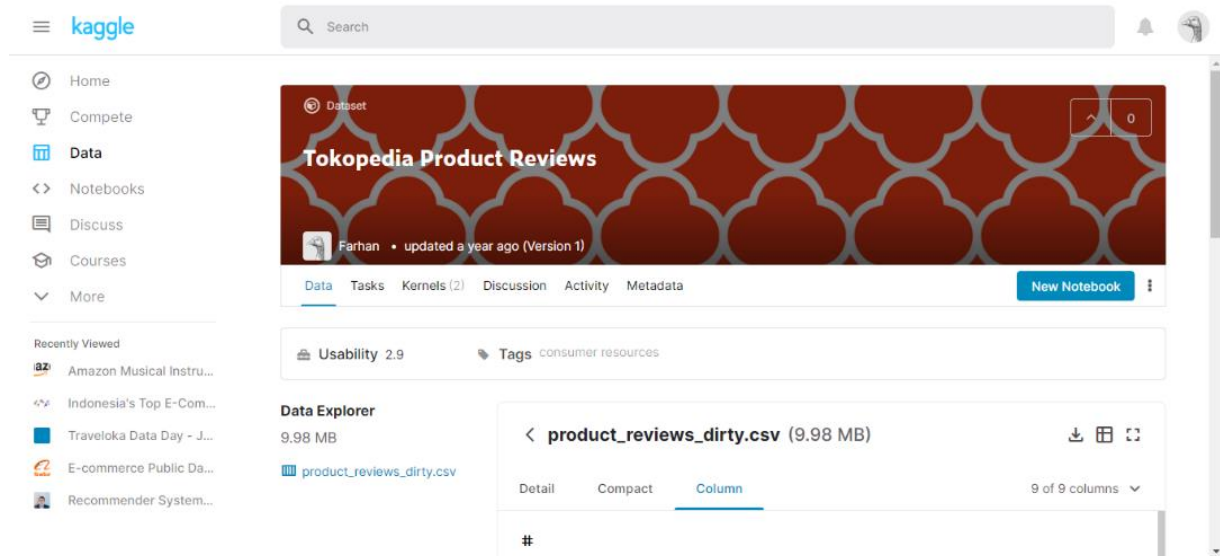 kaggle
Search
Home
Compete
Data
Notebooks
Discuss
Courses
More
Recently Viewed
Amazon Musical Instru...
Indonesia's Top E-Com...
Traveloka Data Day - J...
E-commerce Public Da...
Recommender System...
Dataset
0
Tokopedia Product Reviews
Farhan • updated a year ago (Version 1)
Data Tasks Kernels (2) Discussion Activity Metadata
New Notebook
Usability 2.9 Tags consumer resources
Data Explorer
9.98 MB
product_reviews_dirty.csv
< product_reviews_dirty.csv (9.98 MB)
Detail Compact Column 9 of 9 columns
#